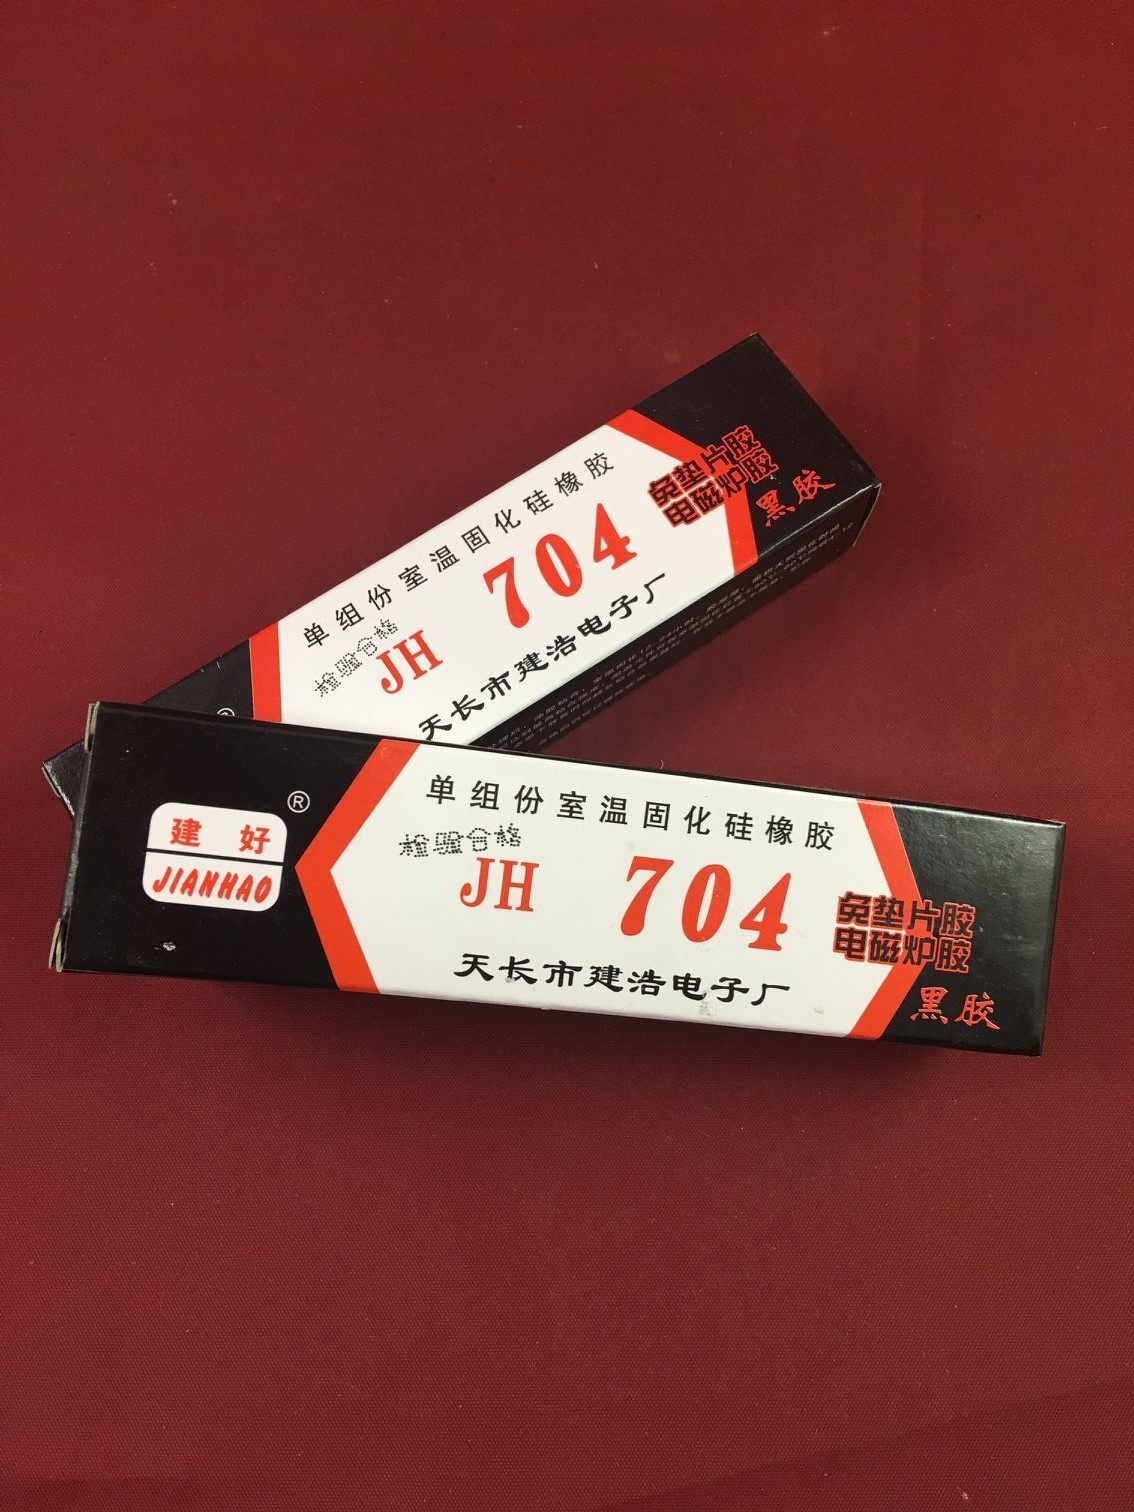 单组份室温固化硅橡胶
检验合格
JH 704
天长市建浩电子厂
免垫片胶
电磁炉胶
黑胶
®
建好
JIANHAO
®
单组份室温固化硅橡胶
检验合格
JH 704
天长市建浩电子厂
免垫片胶
电磁炉胶
黑胶